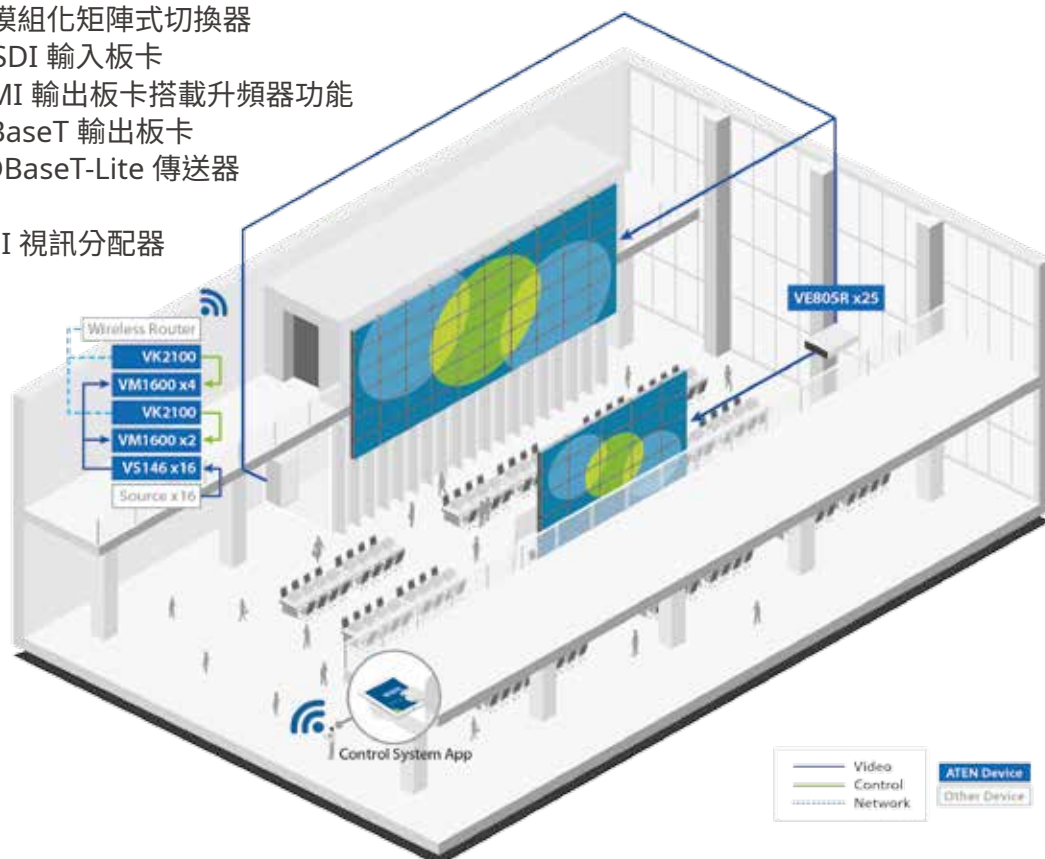 模組化矩陣式切換器
SDI 輸入板卡
MI 輸出板卡搭載升頻器功能
BaseT 輸出板卡
DBaseT-Lite 傳送器
I 視訊分配器
VE805R x25
Wireless Router
VK2100
VM1600 x4
VK2100
VM1600 x2
VS146 x16
Source x16
Control System App
Video
Control
Network
ATEN Device
Other Device